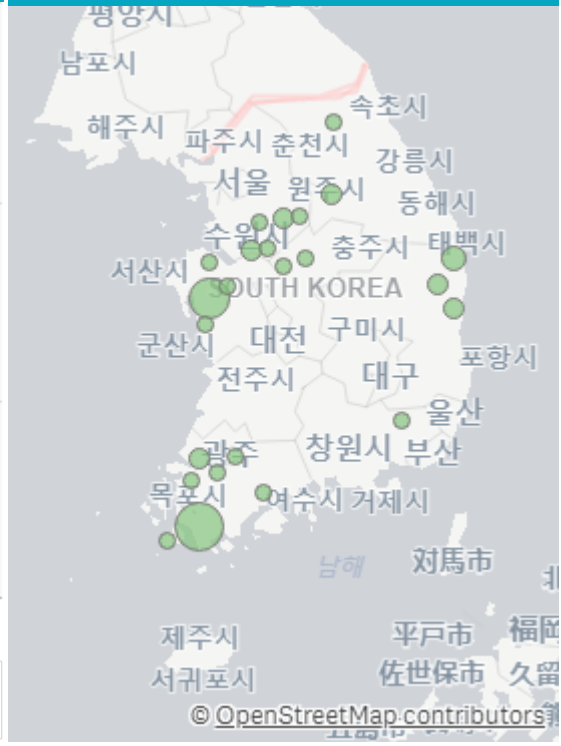 평양시
남포시
속초시
해주시
파주시 춘천시
강릉시
서울 원주시
동해시
수원시
충주시 태백시
서산시
SOUTH KOREA
대전 구미시
군산시
포항시
전주시
대구
울산
광주
창원시 부산
목포시
여수시 거제시
남해
対馬市
北
제주시
平戸市
福岡
서귀포시
佐世保市
久留
© OpenStreetMap contributors